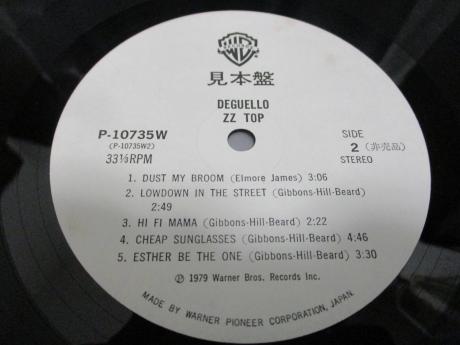 見本盤
DEGUELLO
ZZ TOP
P-10735W
(P-10735W2)
33⅓RPM
SIDE
2 (非売品)
STEREO
1. DUST MY BROOM (Elmore James) 3:06
2. LOWDOWN IN THE STREET (Gibbons-Hill-Beard)
2:49
3. HI FI MAMA (Gibbons-Hill-Beard) 2:22
4. CHEAP SUNGLASSES (Gibbons-Hill-Beard) 4:46
5. ESTHER BE THE ONE (Gibbons-Hill-Beard) 3:30
Ⓟ 1979 Warner Bros. Records Inc.
MADE BY WARNER PIONEER CORPORATION, JAPAN.